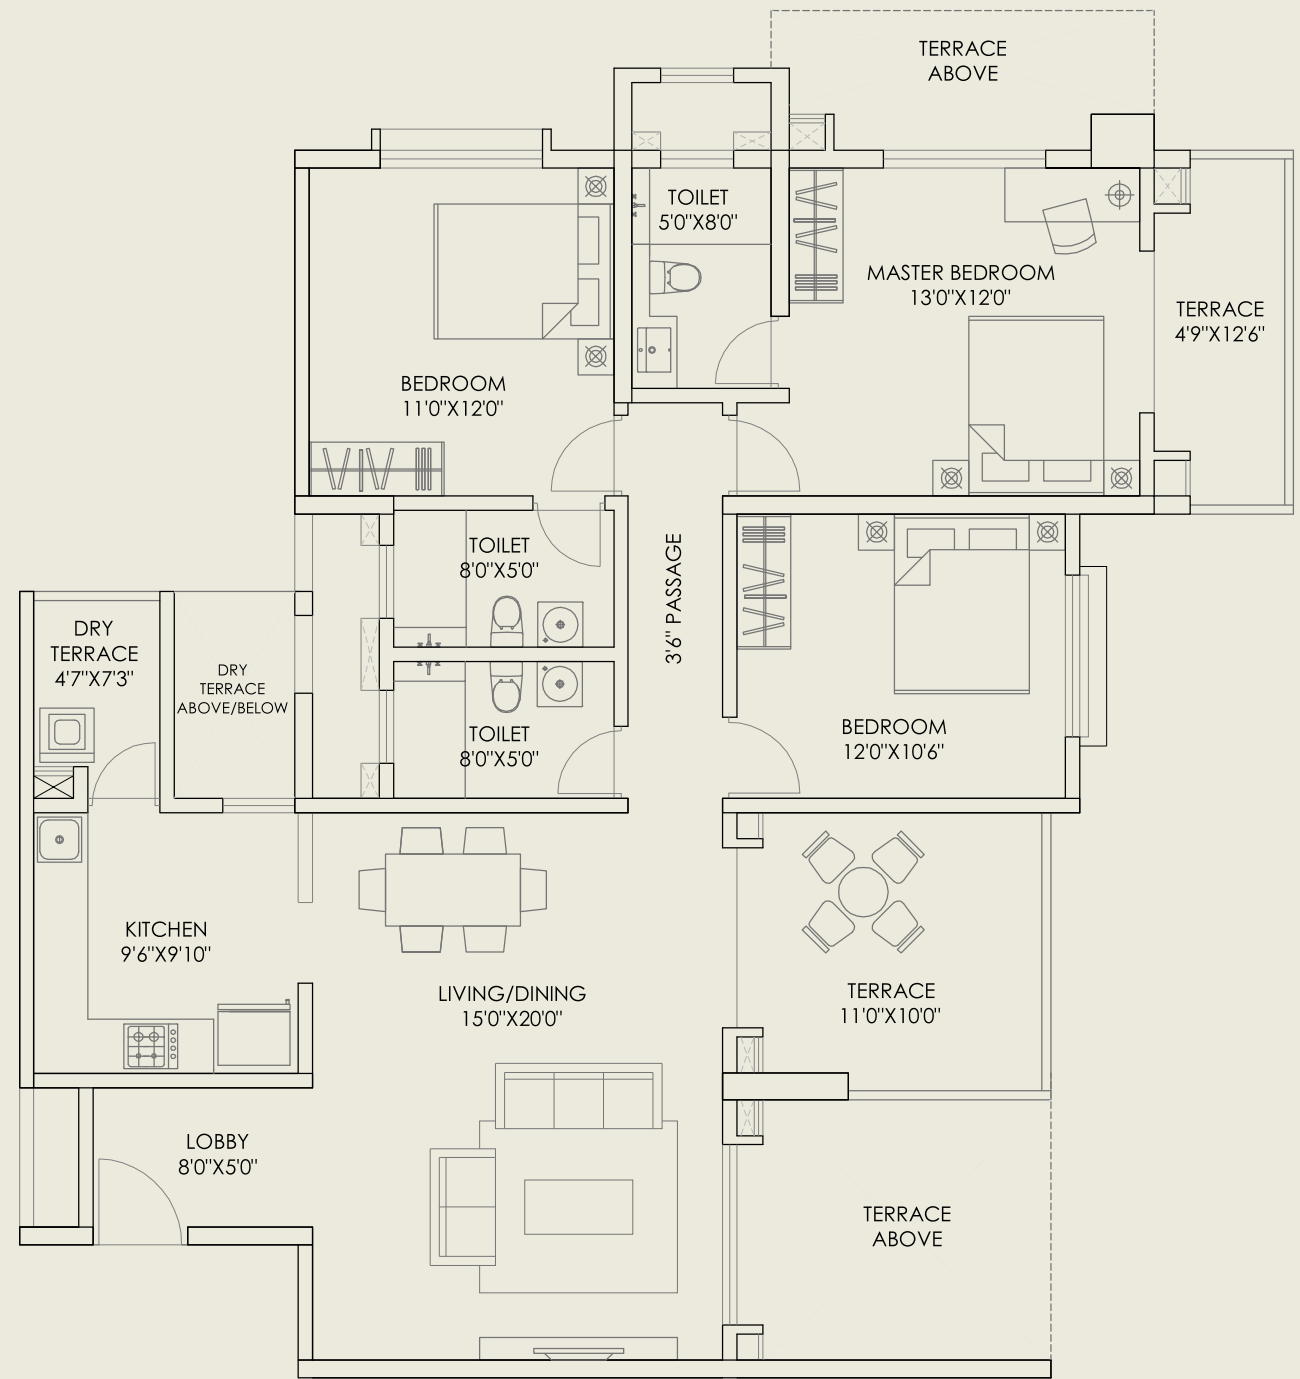 TERRACE
ABOVE
TOILET
5'0"X8'0"
MASTER BEDROOM
13'0"X12'0"
TERRACE
4'9"X12'6"
BEDROOM
11'0"X12'0"
TOILET
8'0"X5'0"
3'6" PASSAGE
DRY
TERRACE
4'7"X7'3"
DRY
TERRACE
ABOVE/BELOW
TOILET
8'0"X5'0"
BEDROOM
12'0"X10'6"
KITCHEN
9'6"X9'10"
LIVING/DINING
15'0"X20'0"
TERRACE
11'0"X10'0"
LOBBY
8'0"X5'0"
TERRACE
ABOVE